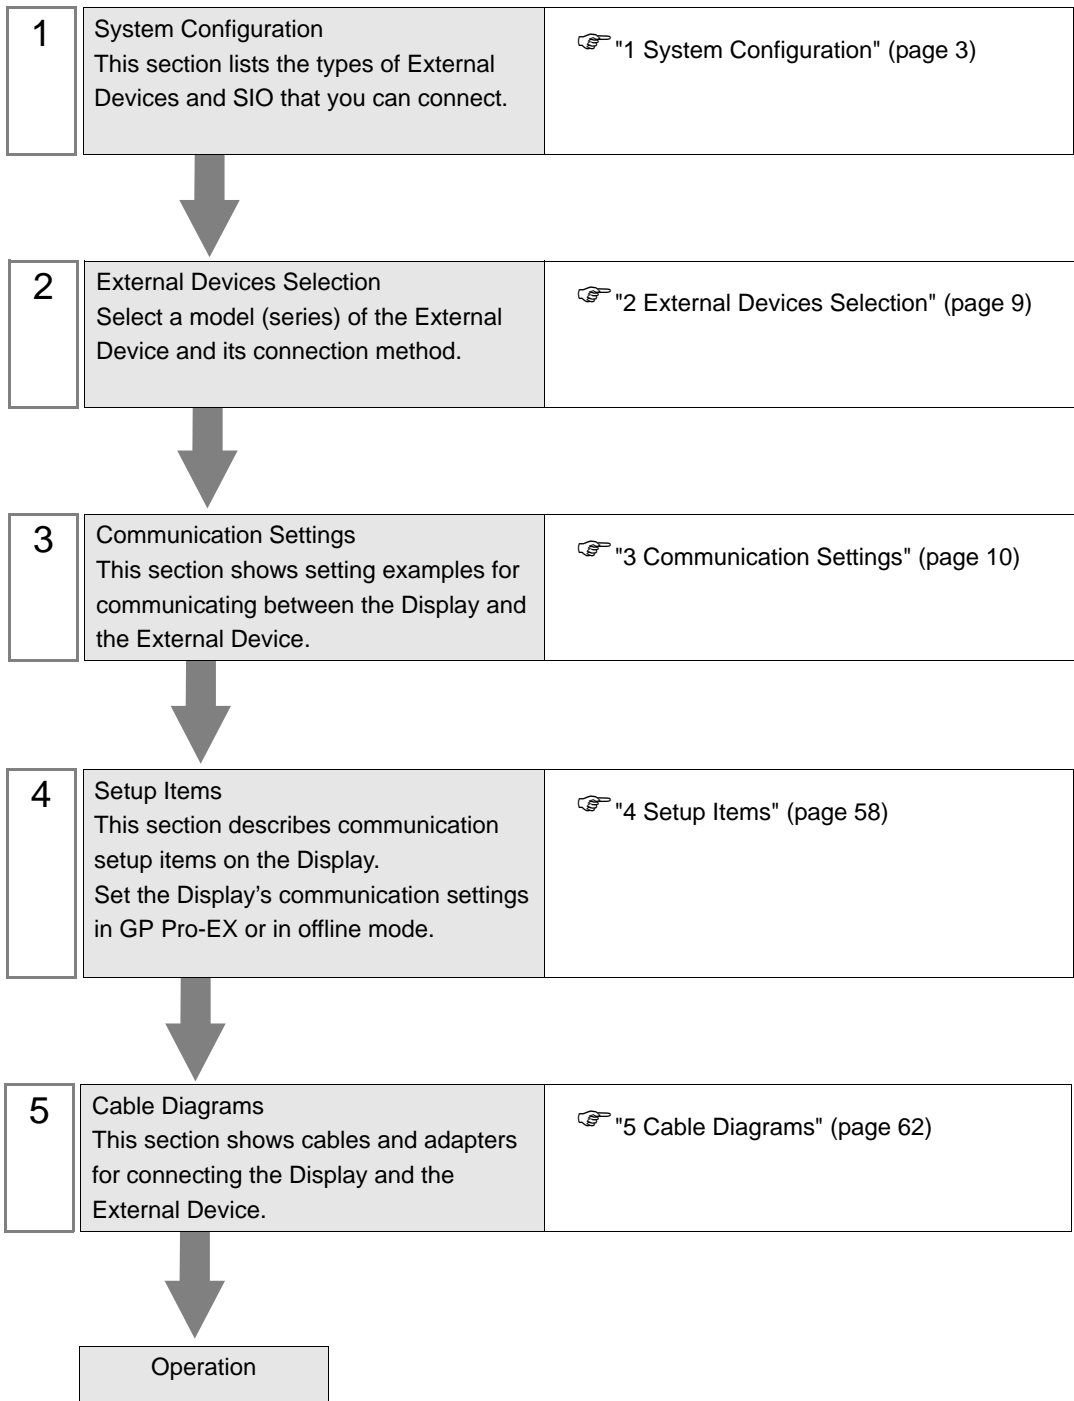 1
System Configuration
This section lists the types of External
Devices and SIO that you can connect.
"1 System Configuration" (page 3)
2
External Devices Selection
Select a model (series) of the External
Device and its connection method.
"2 External Devices Selection" (page 9)
3
Communication Settings
This section shows setting examples for
communicating between the Display and
the External Device.
"3 Communication Settings" (page 10)
4
Setup Items
This section describes communication
setup items on the Display.
Set the Display’s communication settings
in GP Pro-EX or in offline mode.
"4 Setup Items" (page 58)
5
Cable Diagrams
This section shows cables and adapters
for connecting the Display and the
External Device.
"5 Cable Diagrams" (page 62)
Operation